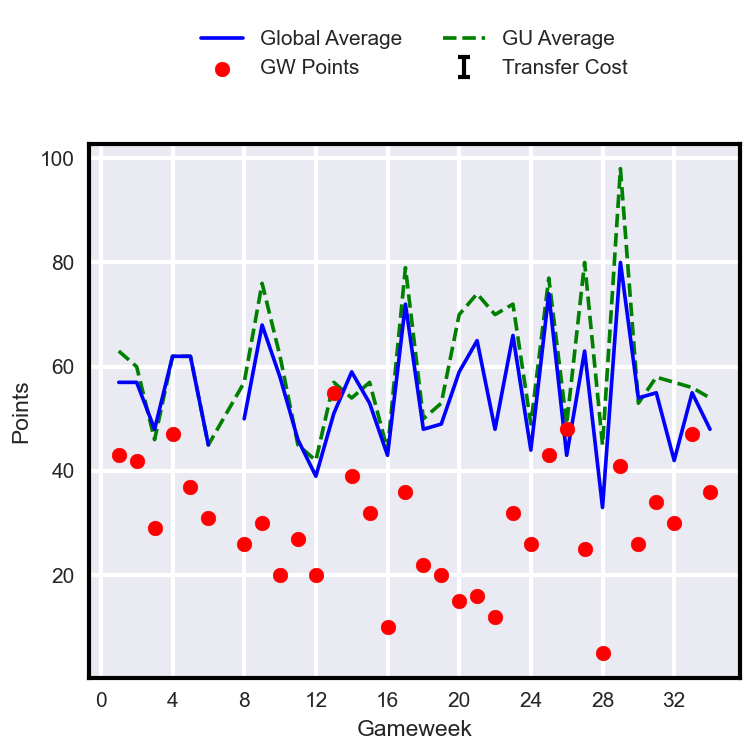 Global Average
GU Average
GW Points
Transfer Cost
100
80
60
40
20
Points
0 4 8 12 16 20 24 28 32
Gameweek